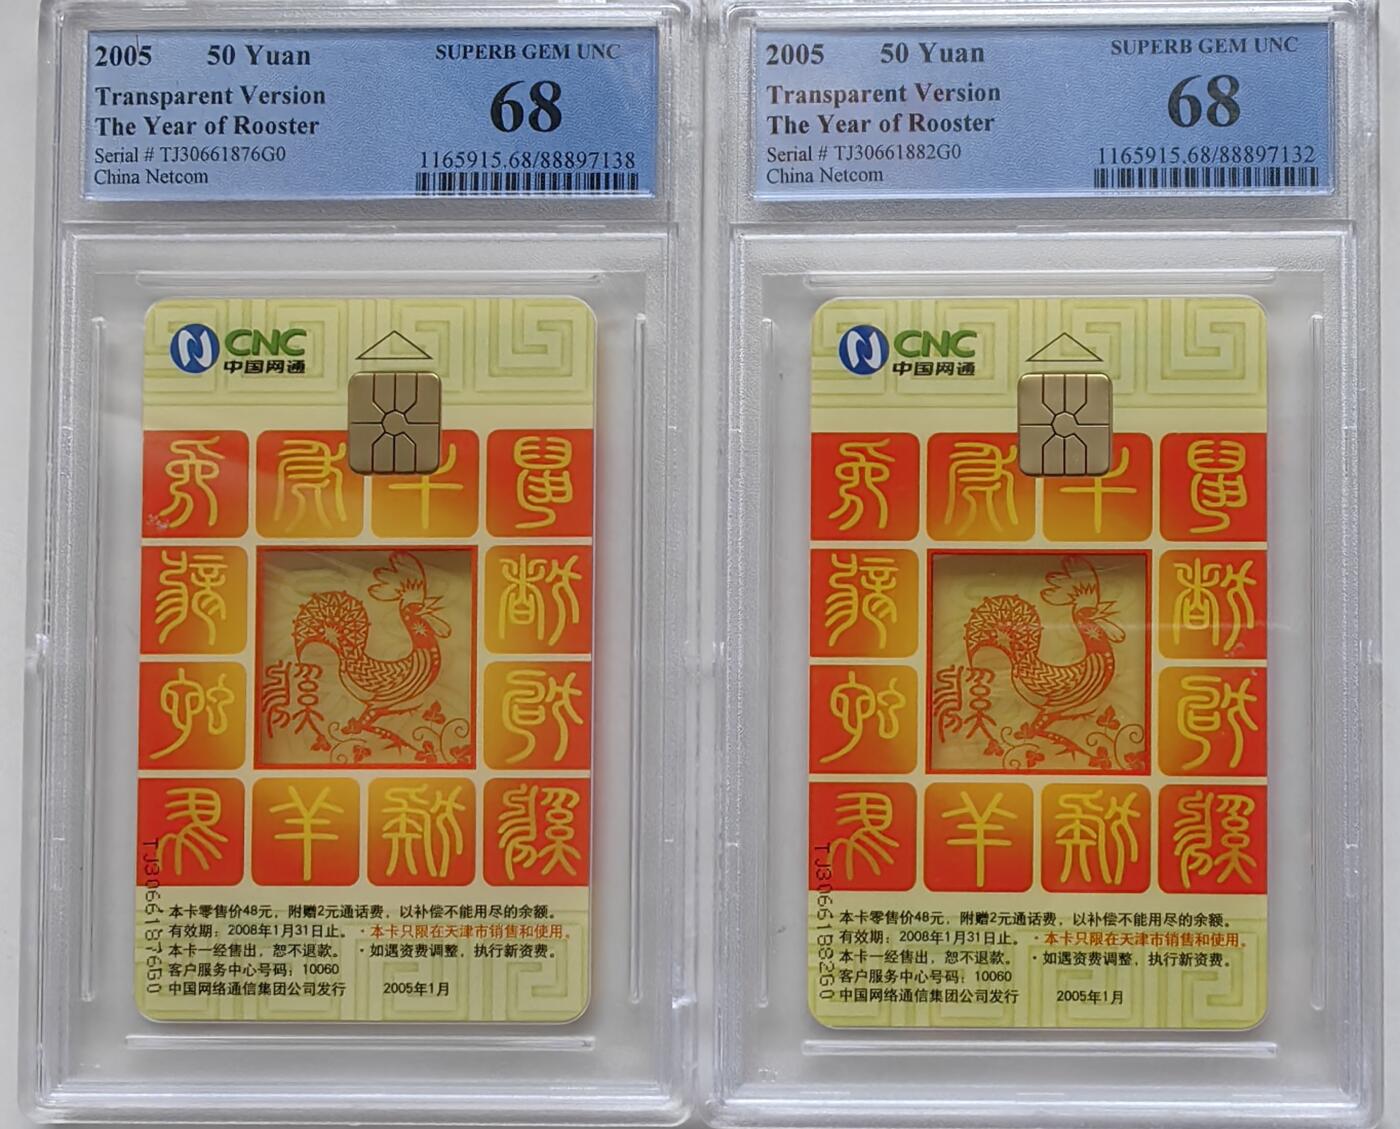 2005 50 Yuan SUPERB GEM UNC
Transparent Version 68
The Year of Rooster
Serial # TJ30661876G0 1165915.68/88897138
China Netcom
CNC
中国网通
羊
TJ30661876G0
本卡零售价48元，附赠2元通话费，以补偿不能用尽的余额。
有效期：2008年1月31日止。 ·本卡只限在天津市销售和使用。
本卡一经售出，恕不退款。 ·如遇资费调整，执行新资费。
客户服务中心号码：10060
中国网络通信集团公司发行 2005年1月
2005 50 Yuan SUPERB GEM UNC
Transparent Version 68
The Year of Rooster
Serial # TJ30661882G0 1165915.68/88897132
China Netcom
CNC
中国网通
羊
TJ30661882G0
本卡零售价48元，附赠2元通话费，以补偿不能用尽的余额。
有效期：2008年1月31日止。 ·本卡只限在天津市销售和使用。
本卡一经售出，恕不退款。 ·如遇资费调整，执行新资费。
客户服务中心号码：10060
中国网络通信集团公司发行 2005年1月